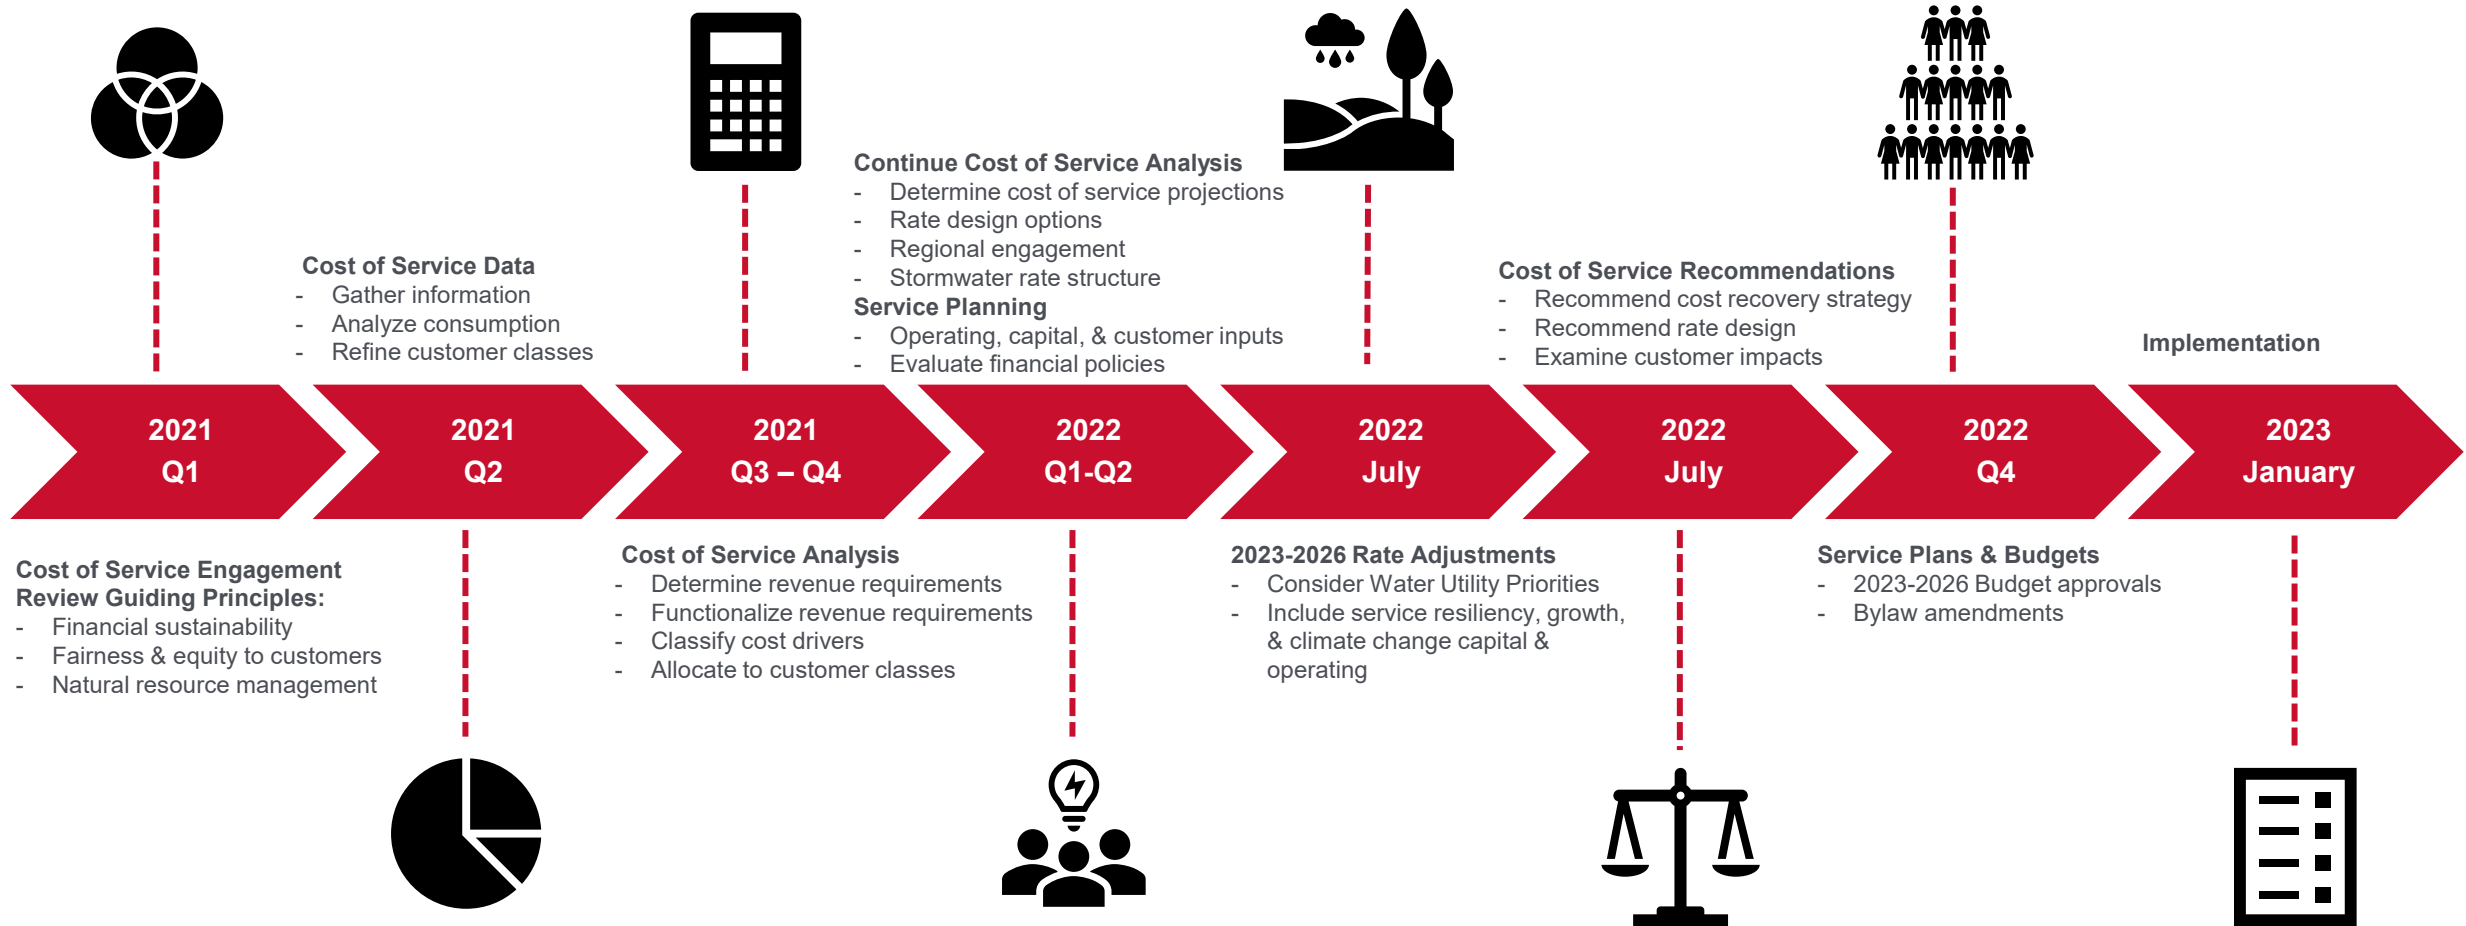 Cost of Service Data
- Gather information
- Analyze consumption
- Refine customer classes
Continue Cost of Service Analysis
- Determine cost of service projections
- Rate design options
- Regional engagement
- Stormwater rate structure
Service Planning
- Operating, capital, & customer inputs
- Evaluate financial policies
Cost of Service Recommendations
- Recommend cost recovery strategy
- Recommend rate design
- Examine customer impacts
Implementation
2021
Q1
2021
Q2
2021
Q3 – Q4
2022
Q1-Q2
2022
July
2022
July
2022
Q4
2023
January
Cost of Service Engagement
Review Guiding Principles:
- Financial sustainability
- Fairness & equity to customers
- Natural resource management
Cost of Service Analysis
- Determine revenue requirements
- Functionalize revenue requirements
- Classify cost drivers
- Allocate to customer classes
2023-2026 Rate Adjustments
- Consider Water Utility Priorities
- Include service resiliency, growth,
& climate change capital &
operating
Service Plans & Budgets
- 2023-2026 Budget approvals
- Bylaw amendments